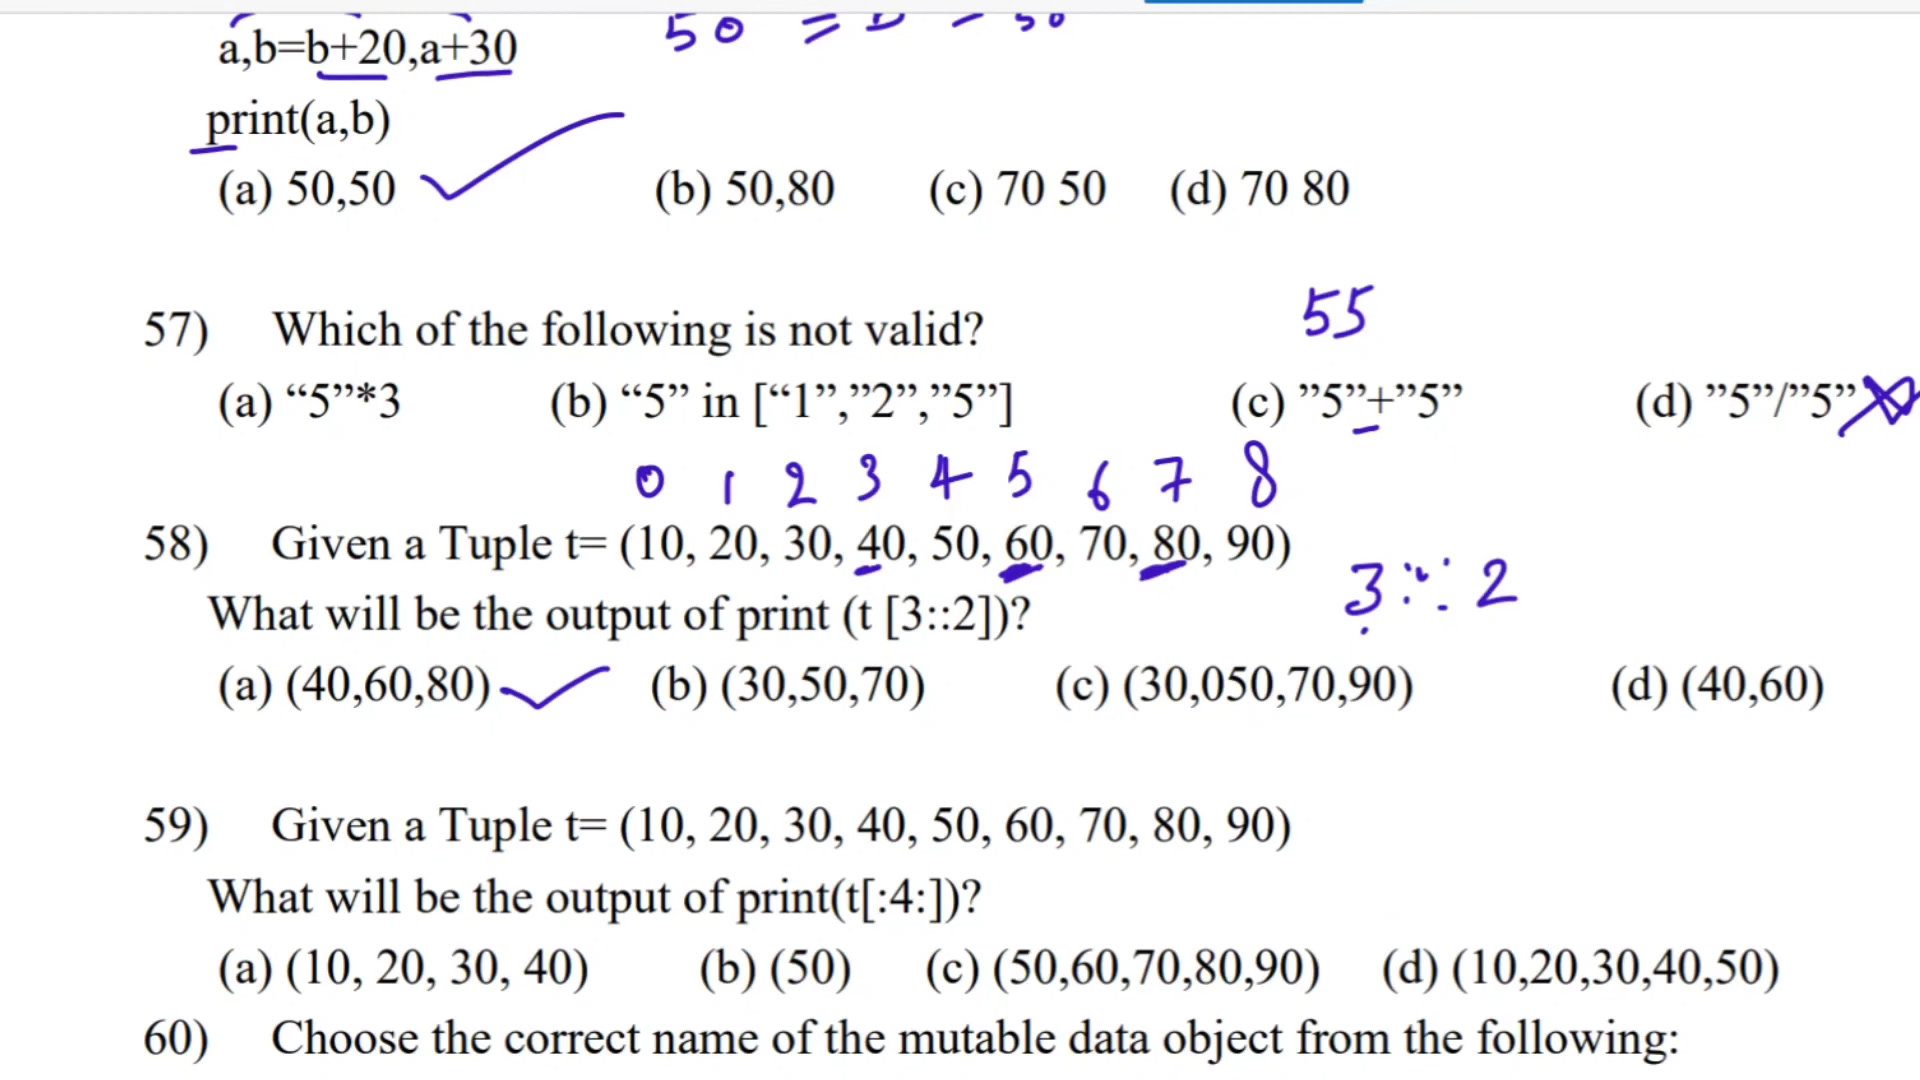 50 =
a,b=b+20,a+30
print(a,b)
(a) 50,50 (b) 50,80 (c) 70 50 (d) 70 80
55
57) Which of the following is not valid?
(a) “5”*3 (b) “5” in [“1”,”2”,”5”] (c) ”5”+”5” (d) ”5”/”5”
0 1 2 3 4 5 6 7 8
58) Given a Tuple t= (10, 20, 30, 40, 50, 60, 70, 80, 90)
3 :: 2
What will be the output of print (t [3::2])?
(a) (40,60,80) (b) (30,50,70) (c) (30,050,70,90) (d) (40,60)
59) Given a Tuple t= (10, 20, 30, 40, 50, 60, 70, 80, 90)
What will be the output of print(t[:4:])?
(a) (10, 20, 30, 40) (b) (50) (c) (50,60,70,80,90) (d) (10,20,30,40,50)
60) Choose the correct name of the mutable data object from the following: